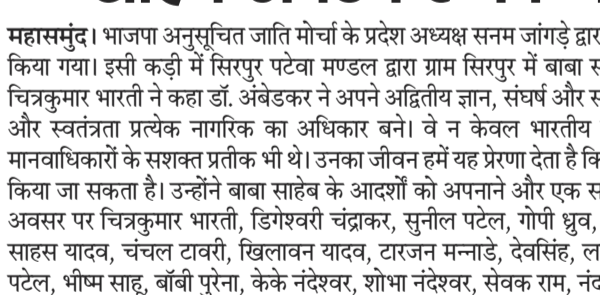 महासमुंद। भाजपा अनुसूचित जाति मोर्चा के प्रदेश अध्यक्ष सनम जांगड़े द्वार
किया गया। इसी कड़ी में सिरपुर पटेवा मण्डल द्वारा ग्राम सिरपुर में बाबा
चित्रकुमार भारती ने कहा डॉ. अंबेडकर ने अपने अद्वितीय ज्ञान, संघर्ष और
और स्वतंत्रता प्रत्येक नागरिक का अधिकार बने। वे न केवल भारतीय
मानवाधिकारों के सशक्त प्रतीक भी थे। उनका जीवन हमें यह प्रेरणा देता है कि
किया जा सकता है। उन्होंने बाबा साहेब के आदर्शों को अपनाने और एक
अवसर पर चित्रकुमार भारती, डिगेश्वरी चंद्राकर, सुनील पटेल, गोपी ध्रुव,
साहस यादव, चंचल टावरी, खिलावन यादव, टारजन मन्नाडे, देवसिंह,
पटेल, भीष्म साहू, बॉबी पुरेना, केके नंदेश्वर, शोभा नंदेश्वर, सेवक राम,